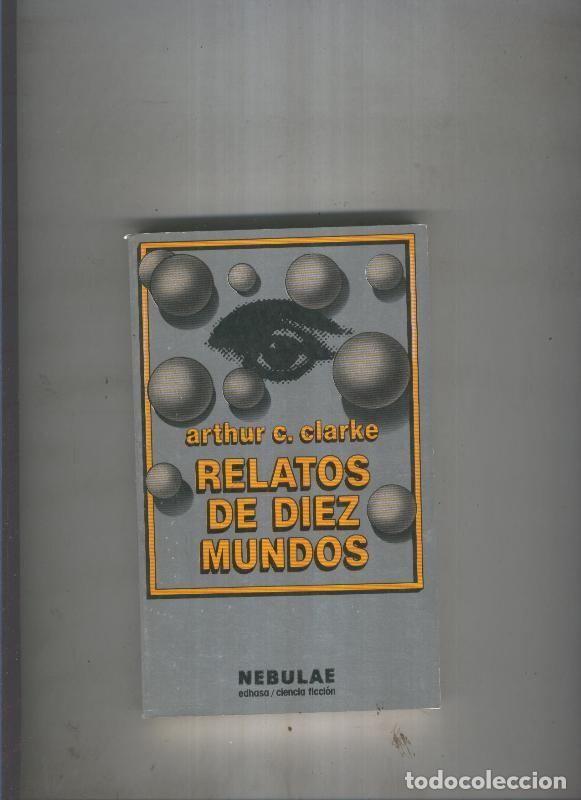 arthur c. clarke
RELATOS
DE DIEZ
MUNDOS
NEBULAE
edhasa/ciencia ficción
todocoleccion